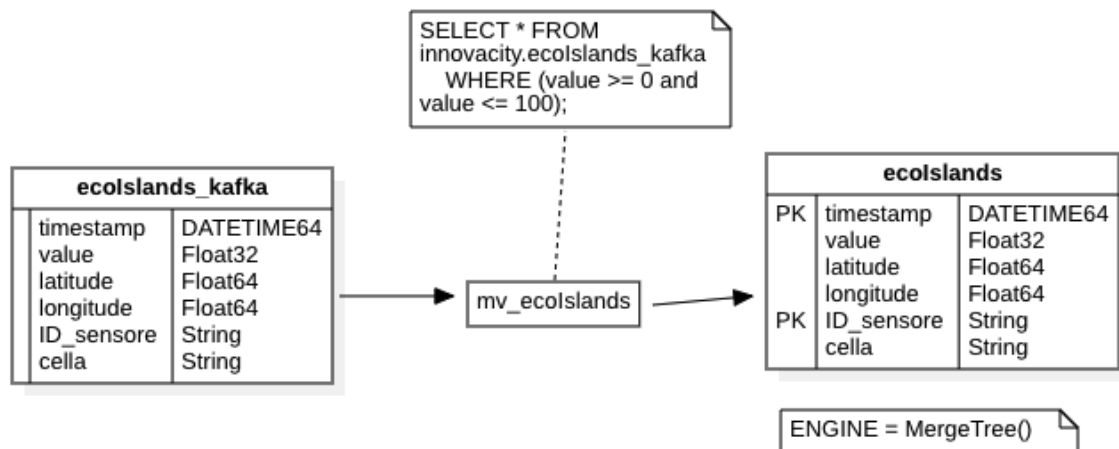 SELECT * FROM
innovacity.ecoIslands_kafka
WHERE (value >= 0 and
value <= 100);
ecoIslands_kafka
timestamp DATETIME64
value Float32
latitude Float64
longitude Float64
ID_sensore String
cella String
mv_ecoIslands
ecoIslands
PK timestamp DATETIME64
value Float32
latitude Float64
longitude Float64
PK ID_sensore String
cella String
ENGINE = MergeTree()